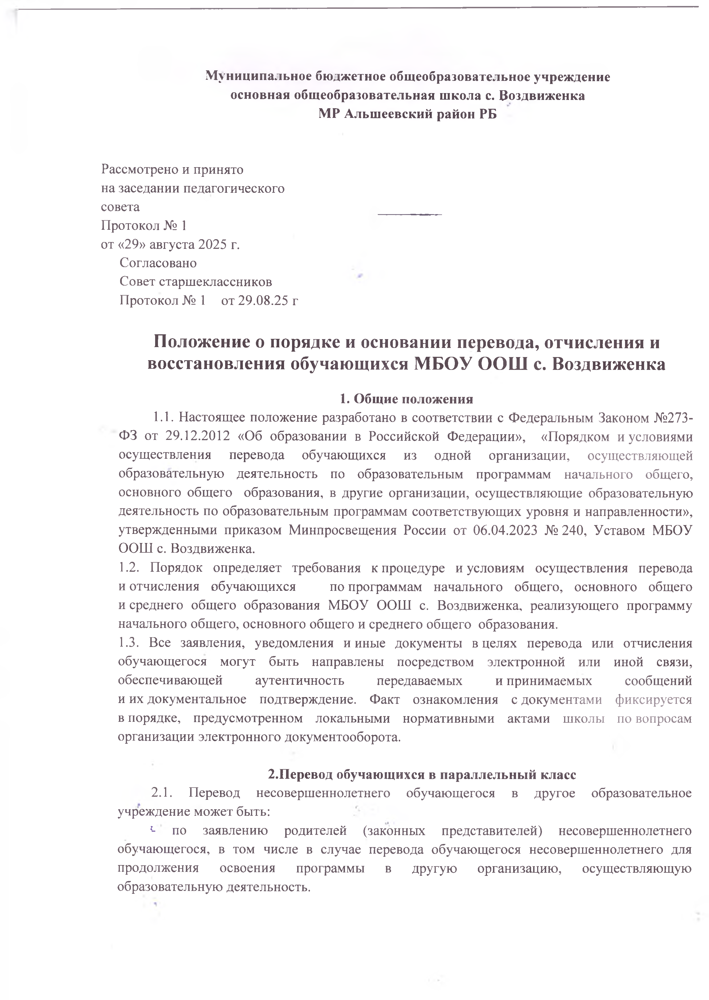 Муниципальное бюджетное общеобразовательное учреждение
основная общеобразовательная школа с. Воздвиженка
МР Альшеевский район РБ
Рассмотрено и принято
на заседании педагогического
совета
Протокол № 1
от «29» августа 2025 г.
Согласовано
Совет старшеклассников
Протокол № 1 от 29.08.25 г
Положение о порядке и основании перевода, отчисления и
восстановления обучающихся МБОУ ООШ с. Воздвиженка
1. Общие положения
1.1. Настоящее положение разработано в соответствии с Федеральным Законом №273-
ФЗ от 29.12.2012 «Об образовании в Российской Федерации», «Порядком и условиями
осуществления перевода обучающихся из одной организации, осуществляющей
образовательную деятельность по образовательным программам начального общего,
основного общего образования, в другие организации, осуществляющие образовательную
деятельность по образовательным программам соответствующих уровня и направленности»,
утвержденными приказом Минпросвещения России от 06.04.2023 № 240, Уставом МБОУ
ООШ с. Воздвиженка.
1.2. Порядок определяет требования к процедуре и условиям осуществления перевода
и отчисления обучающихся по программам начального общего, основного общего
и среднего общего образования МБОУ ООШ с. Воздвиженка, реализующего программу
начального общего, основного общего и среднего общего образования.
1.3. Все заявления, уведомления и иные документы в целях перевода или отчисления
обучающегося могут быть направлены посредством электронной или иной связи,
обеспечивающей аутентичность передаваемых и принимаемых сообщений
и их документальное подтверждение. Факт ознакомления с документами фиксируется
в порядке, предусмотренном локальными нормативными актами школы по вопросам
организации электронного документооборота.
2.Перевод обучающихся в параллельный класс
2.1. Перевод несовершеннолетнего обучающегося в другое образовательное
учреждение может быть:
- по заявлению родителей (законных представителей) несовершеннолетнего
обучающегося, в том числе в случае перевода обучающегося несовершеннолетнего для
продолжения освоения программы в другую организацию, осуществляющую
образовательную деятельность.